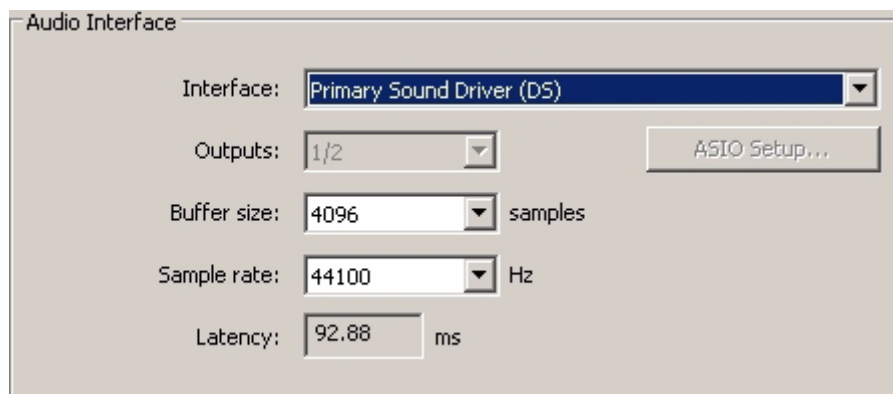 Audio Interface
Interface: Primary Sound Driver (DS)
Outputs: 1/2 ASIO Setup...
Buffer size: 4096 samples
Sample rate: 44100 Hz
Latency: 92.88 ms